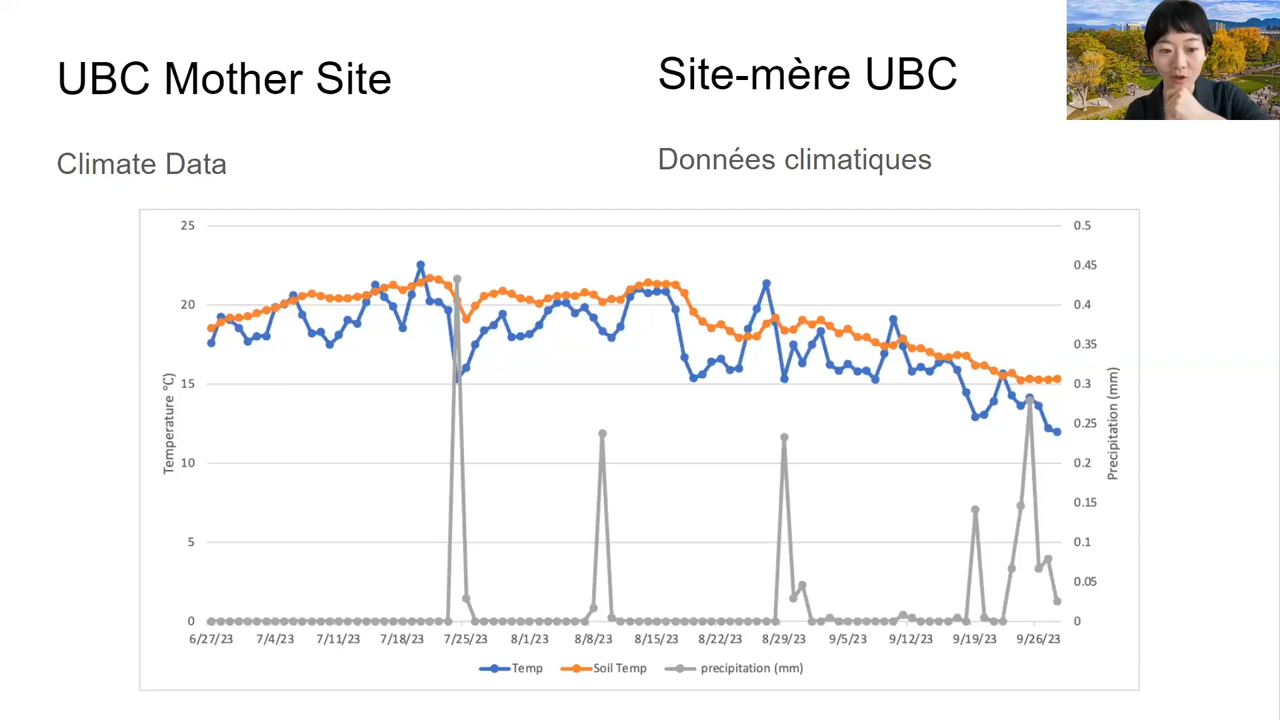 UBC Mother Site
Site-mère UBC
Climate Data
Données climatiques
25
20
15
10
5
0
Temperature °C)
0.5
0.45
0.4
0.35
0.3
0.25
0.2
0.15
0.1
0.05
0
Precipitation (mm)
6/27/23 7/4/23 7/11/23 7/18/23 7/25/23 8/1/23 8/8/23 8/15/23 8/22/23 8/29/23 9/5/23 9/12/23 9/19/23 9/26/23
Temp Soil Temp precipitation (mm)